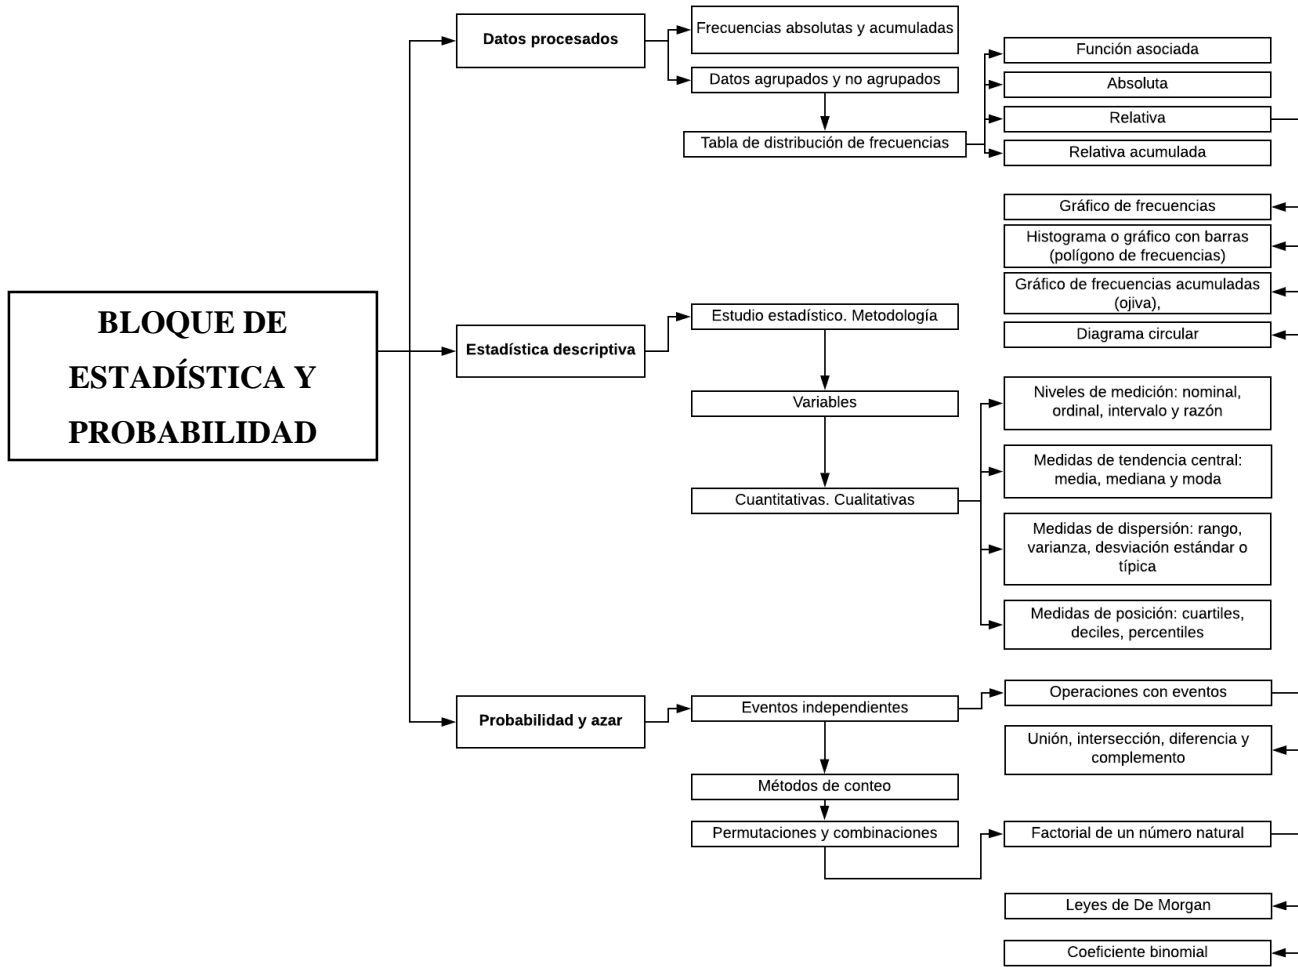 BLOQUE DE
ESTADÍSTICA Y
PROBABILIDAD
Datos procesados
Frecuencias absolutas y acumuladas
Datos agrupados y no agrupados
Tabla de distribución de frecuencias
Función asociada
Absoluta
Relativa
Relativa acumulada
Gráfico de frecuencias
Histograma o gráfico con barras
(polígono de frecuencias)
Gráfico de frecuencias acumuladas
(ojiva),
Diagrama circular
Estadística descriptiva
Estudio estadístico. Metodología
Variables
Cuantitativas. Cualitativas
Niveles de medición: nominal,
ordinal, intervalo y razón
Medidas de tendencia central:
media, mediana y moda
Medidas de dispersión: rango,
varianza, desviación estándar o
típica
Medidas de posición: cuartiles,
deciles, percentiles
Probabilidad y azar
Eventos independientes
Métodos de conteo
Permutaciones y combinaciones
Operaciones con eventos
Unión, intersección, diferencia y
complemento
Factorial de un número natural
Leyes de De Morgan
Coeficiente binomial